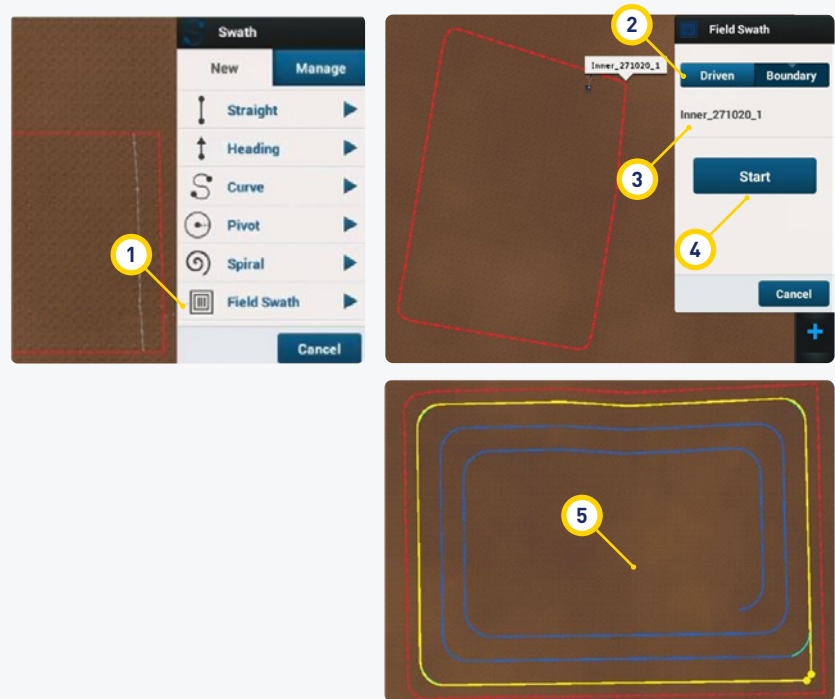 Swath
New Manage
Straight
Heading
Curve
Pivot
Spiral
Field Swath
Cancel
1
2
Field Swath
Driven Boundary
Inner_271020_1
Inner_271020_1
3
Start
4
Cancel
+
5